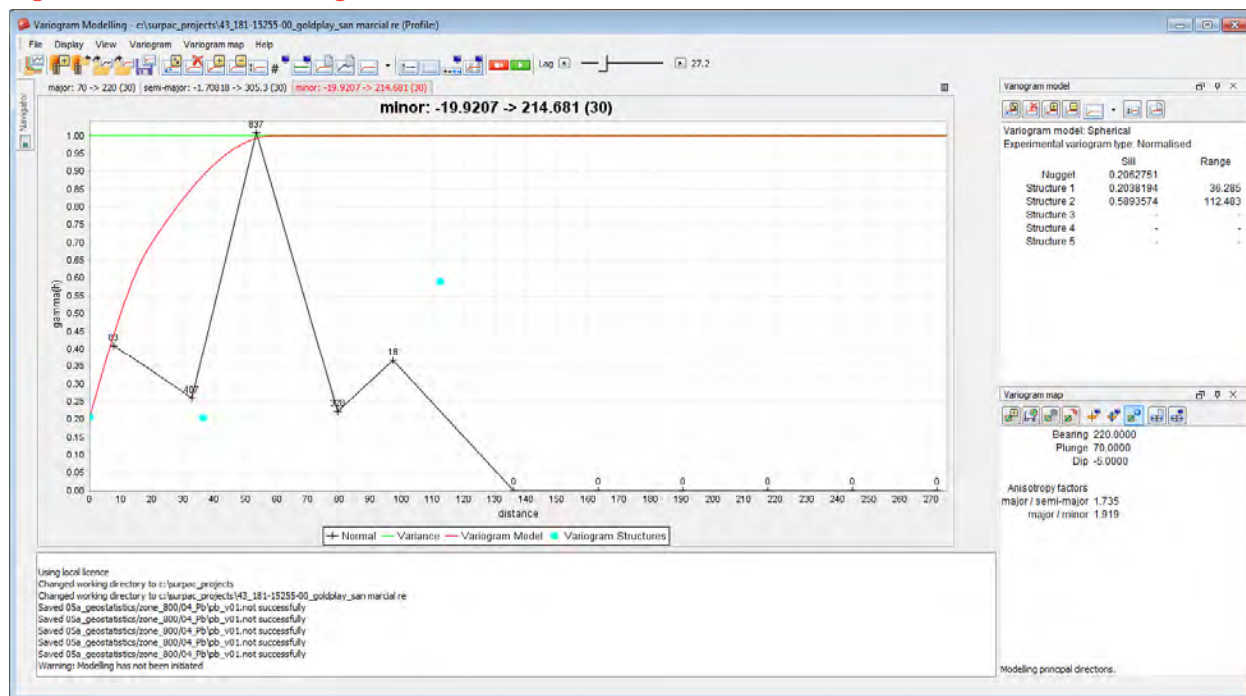 Variogram Modelling - c:\surpac_projects\43_181-15255-00_goldplay_san marcial re (Profile:)
File Display View Variogram Variogram map Help
Lag 27.2
Navigator
major: 70 -> 220 (30) semi-major: -1.70818 -> 305.3 (30) minor: -19.9207 -> 214.681 (30)
minor: -19.9207 -> 214.681 (30)
837
1.00
0.95
0.90
0.85
0.80
0.75
0.70
0.65
0.60
0.55
0.50
0.45
0.40
0.35
0.30
0.25
0.20
0.15
0.10
0.05
0.00
gamma(h)
83
407
328
18
0 0 0 0 0 0
0 10 20 30 40 50 60 70 80 90 100 110 120 130 140 150 160 170 180 190 200 210 220 230 240 250 260 270
distance
Normal Variance Variogram Model Variogram Structures
Using local licence
Changed working directory to c:\surpac_projects
Changed working directory to c:\surpac_projects\43_181-15255-00_goldplay_san marcial re
Saved 05a_geostatistics/zone_800/04_Pb\pb_v01.not successfully
Saved 05a_geostatistics/zone_800/04_Pb\pb_v01.not successfully
Saved 05a_geostatistics/zone_800/04_Pb\pb_v01.not successfully
Saved 05a_geostatistics/zone_800/04_Pb\pb_v01.not successfully
Saved 05a_geostatistics/zone_800/04_Pb\pb_v01.not successfully
Warning: Modelling has not been initiated
Variogram model
Variogram model: Spherical
Experimental variogram type: Normalised
Sill Range
Nugget 0.2062751
Structure 1 0.2038194 36.285
Structure 2 0.5893574 112.483
Structure 3 - -
Structure 4 - -
Structure 5 - -
Variogram map
Bearing 220.0000
Plunge 70.0000
Dip -5.0000
Anisotropy factors
major / semi-major 1.735
major / minor 1.919
Modelling principal directions.